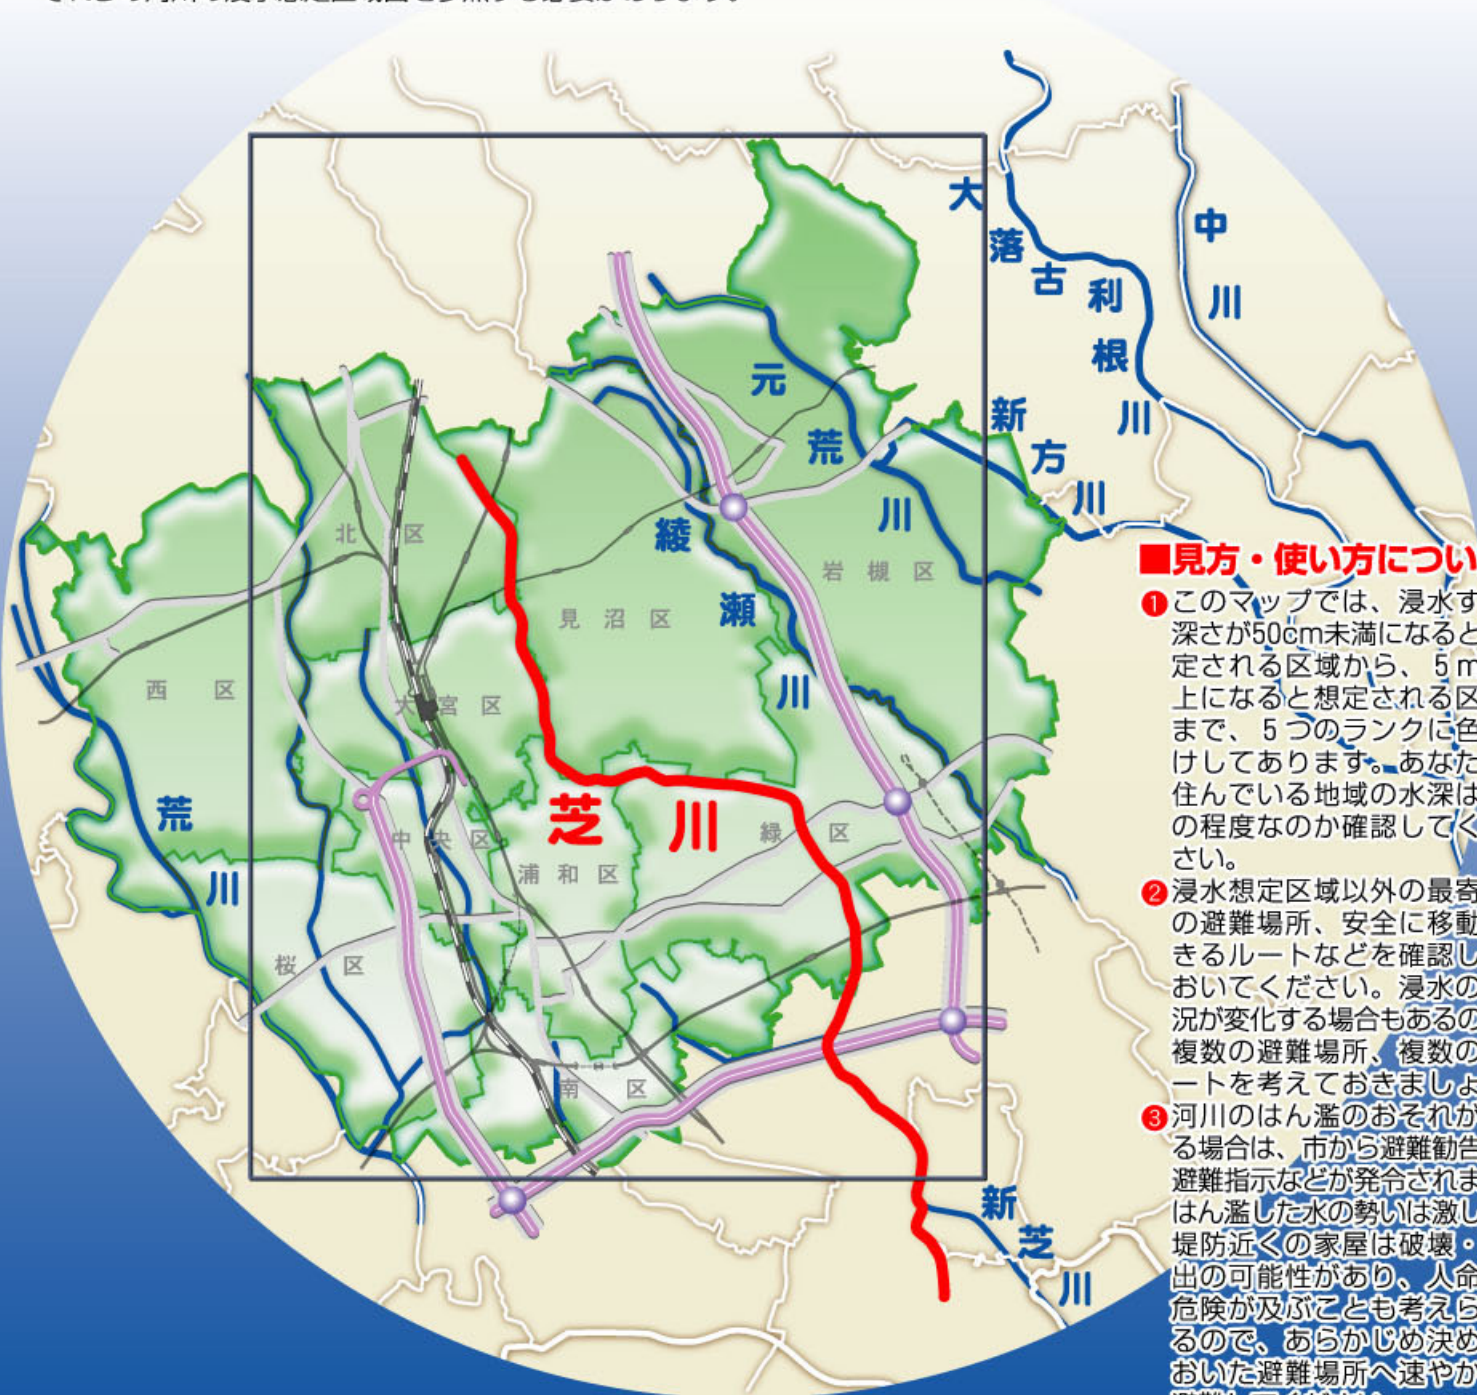 大落古利根川
中川
元荒川
新方川
綾瀬川
北区
岩槻区
見沼区
西区
大宮区
荒川
芝川
中央区
緑区
浦和区
桜区
南区
新芝川
■見方・使い方につい
❶このマップでは、浸水す
深さが50cm未満になると
定される区域から、5m
上になると想定される区
まで、5つのランクに色
けしてあります。あなた
住んでいる地域の水深は
の程度なのか確認してく
さい。
❷浸水想定区域以外の最寄
の避難場所、安全に移動
きるルートなどを確認し
おいてください。浸水の
況が変化する場合もあるの
複数の避難場所、複数の
ートを考えておきましょ
❸河川のはん濫のおそれが
る場合は、市から避難勧告
避難指示などが発令されま
はん濫した水の勢いは激し
堤防近くの家屋は破壊・
出の可能性があり、人命
危険が及ぶことも考えら
るので、あらかじめ決め
おいた避難場所へ速やか